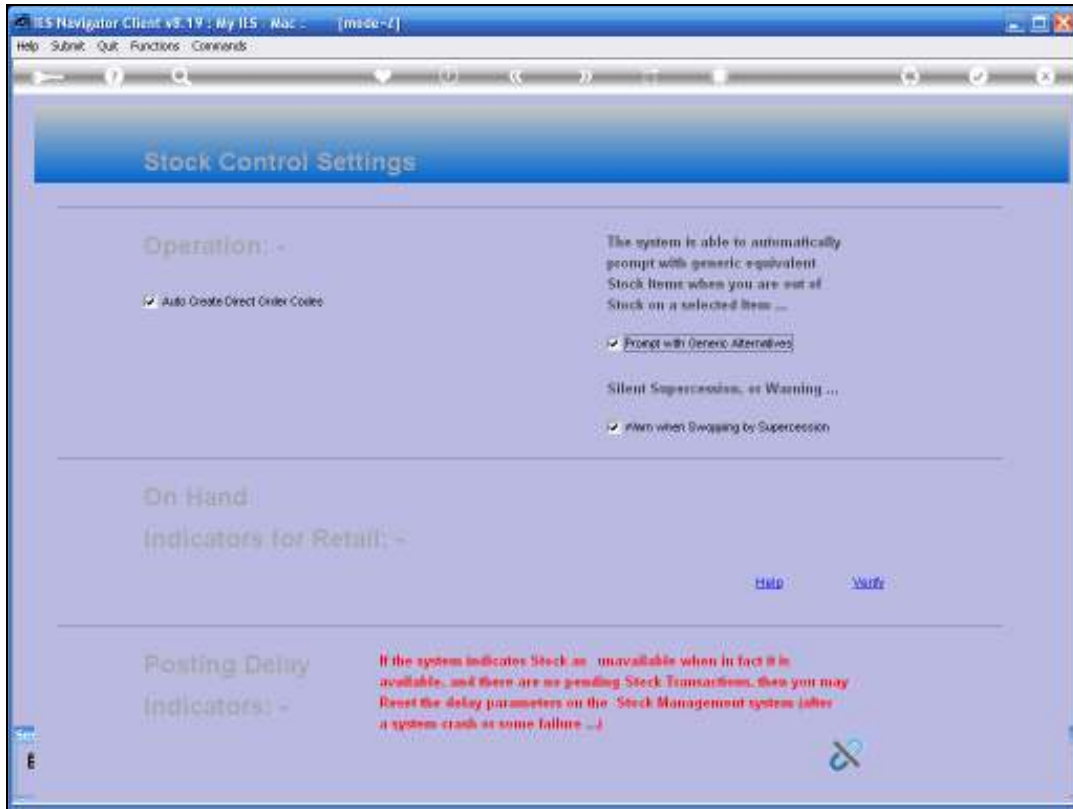 IES Navigator Client v8.19 : My IES - Mac : [mode-Z]
Help Submit Quit Functions Commands
Stock Control Settings
Operation: -
The system is able to automatically
prompt with generic equivalent
Stock Items when you are out of
Stock on a selected Item ...
Auto Create Direct Order Codes
Prompt with Generic Alternatives
Silent Supercession, or Warning ...
Warn when Swapping by Supercession
On Hand
Indicators for Retail: -
Help Verify
Posting Delay
Indicators: -
If the system indicates Stock as unavailable when in fact it is
available, and there are no pending Stock Transactions, then you may
Reset the delay parameters on the Stock Management system (after
a system crash or some failure ...)